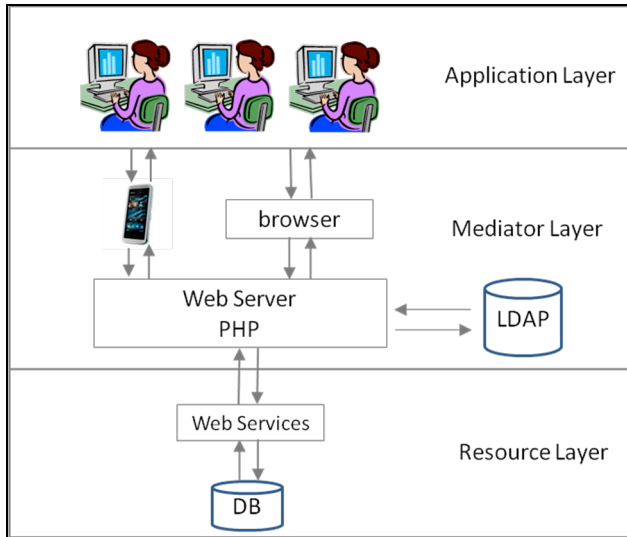 Application Layer
browser
Mediator Layer
Web Server
PHP
LDAP
Web Services
Resource Layer
DB